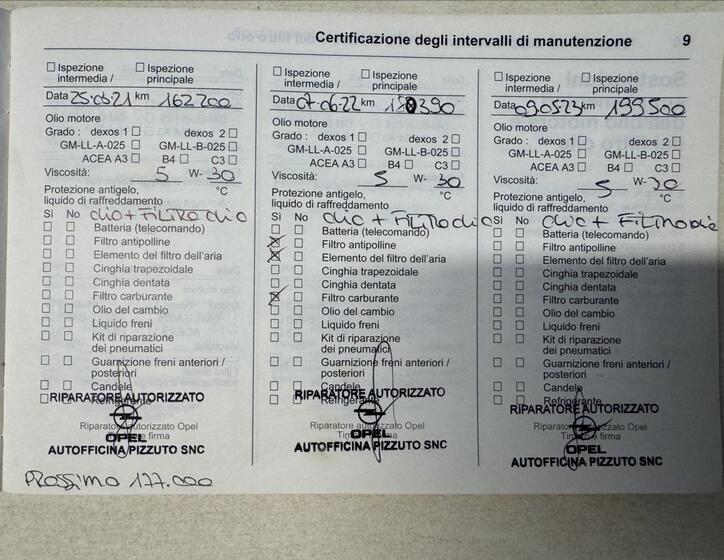 Certificazione degli intervalli di manutenzione 9
☐ Ispezione intermedia / ☐ Ispezione principale
Data 25.06.21 km 162200
Olio motore
Grado : dexos 1 ☐ dexos 2 ☐
GM-LL-A-025 ☐ GM-LL-B-025 ☐
ACEA A3 ☐ B4 ☐ C3 ☐
Viscosità: 5 W- 30
Protezione antigelo, °C
liquido di raffreddamento
Sì No olio + FILTRO olio
☐ ☐ Batteria (telecomando)
☐ ☐ Filtro antipolline
☐ ☐ Elemento del filtro dell'aria
☐ ☐ Cinghia trapezoidale
☐ ☐ Cinghia dentata
☐ ☐ Filtro carburante
☐ ☐ Olio del cambio
☐ ☐ Liquido freni
☐ ☐ Kit di riparazione
dei pneumatici
☐ ☐ Guarnizione freni anteriori /
posteriori
☐ ☐ Candele
RIPARATORE AUTORIZZATO
☐ ☐ Refrigerante
Riparatore autorizzato Opel
OPEL
Timbro e firma
AUTOFFICINA PIZZUTO SNC
PROSSIMO 177.000
☐ Ispezione intermedia / ☐ Ispezione principale
Data 07-06-22 km 180390
Olio motore
Grado : dexos 1 ☐ dexos 2 ☐
GM-LL-A-025 ☐ GM-LL-B-025 ☐
ACEA A3 ☐ B4 ☐ C3 ☐
Viscosità: 5 W- 30
Protezione antigelo, °C
liquido di raffreddamento
Sì No olio + FILTRO olio
☐ ☐ Batteria (telecomando)
☒ ☐ Filtro antipolline
☒ ☐ Elemento del filtro dell'aria
☐ ☐ Cinghia trapezoidale
☐ ☐ Cinghia dentata
☒ ☐ Filtro carburante
☐ ☐ Olio del cambio
☐ ☐ Liquido freni
☐ ☐ Kit di riparazione
dei pneumatici
☐ ☐ Guarnizione freni anteriori /
posteriori
☐ ☐ Candele
RIPARATORE AUTORIZZATO
☐ ☐ Refrigerante
Riparatore autorizzato Opel
OPEL
Timbro e firma
AUTOFFICINA PIZZUTO SNC
☐ Ispezione intermedia / ☐ Ispezione principale
Data 090523 km 199500
Olio motore
Grado : dexos 1 ☐ dexos 2 ☐
GM-LL-A-025 ☐ GM-LL-B-025 ☐
ACEA A3 ☐ B4 ☐ C3 ☐
Viscosità: 5 W- 30
Protezione antigelo, °C
liquido di raffreddamento
Sì No olio + FILTRO olio
☐ ☐ Batteria (telecomando)
☐ ☐ Filtro antipolline
☐ ☐ Elemento del filtro dell'aria
☐ ☐ Cinghia trapezoidale
☐ ☐ Cinghia dentata
☐ ☐ Filtro carburante
☐ ☐ Olio del cambio
☐ ☐ Liquido freni
☐ ☐ Kit di riparazione
dei pneumatici
☐ ☐ Guarnizione freni anteriori /
posteriori
☐ ☐ Candele
☐ ☐ Refrigerante
RIPARATORE AUTORIZZATO
Riparatore autorizzato Opel
Timbro e firma
OPEL
AUTOFFICINA PIZZUTO SNC